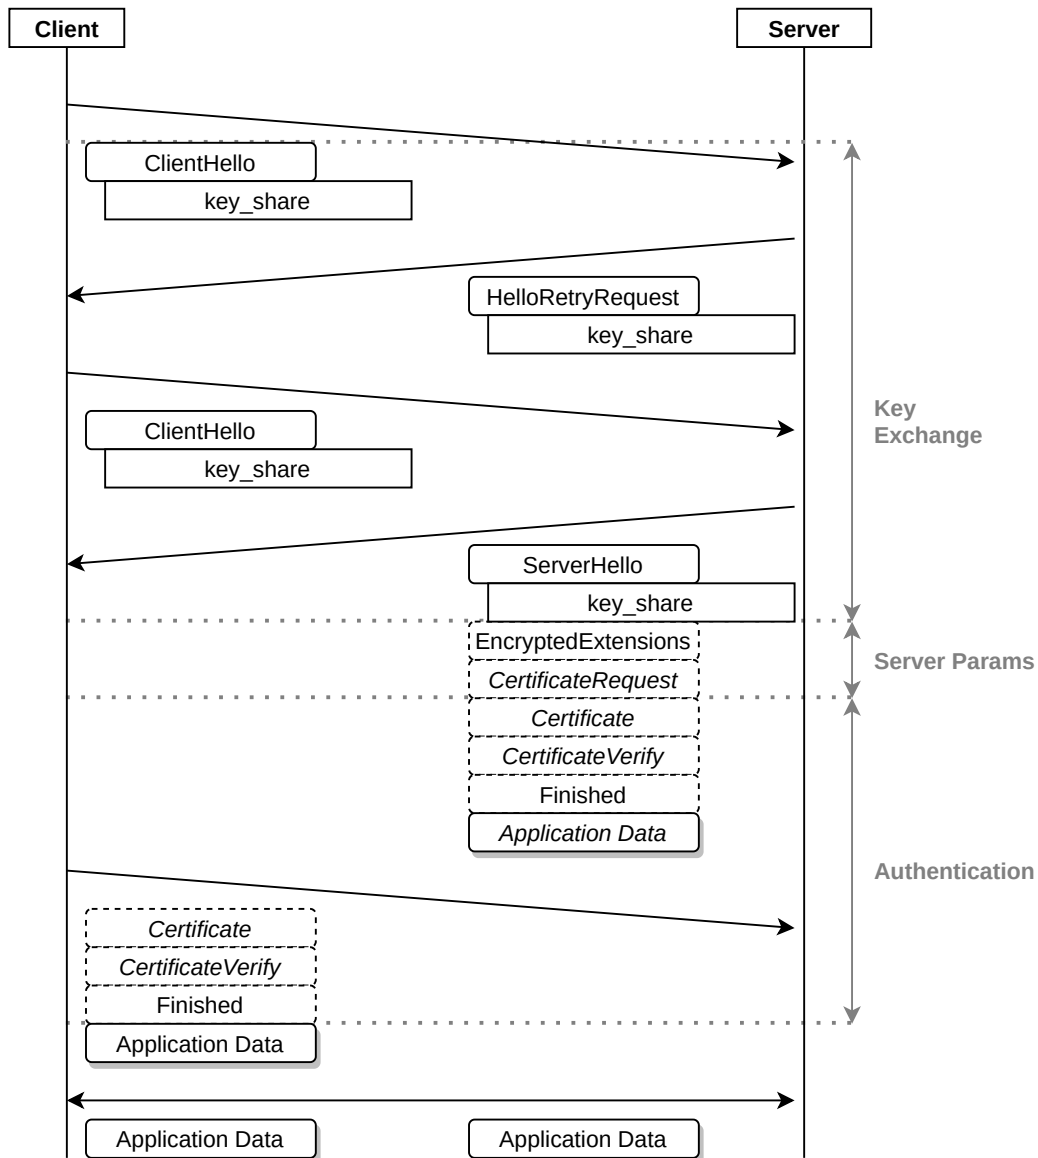 Client
Server
ClientHello
key_share
HelloRetryRequest
key_share
Key
Exchange
ClientHello
key_share
ServerHello
key_share
EncryptedExtensions
CertificateRequest
Server Params
Certificate
CertificateVerify
Finished
Application Data
Authentication
Certificate
CertificateVerify
Finished
Application Data
Application Data
Application Data